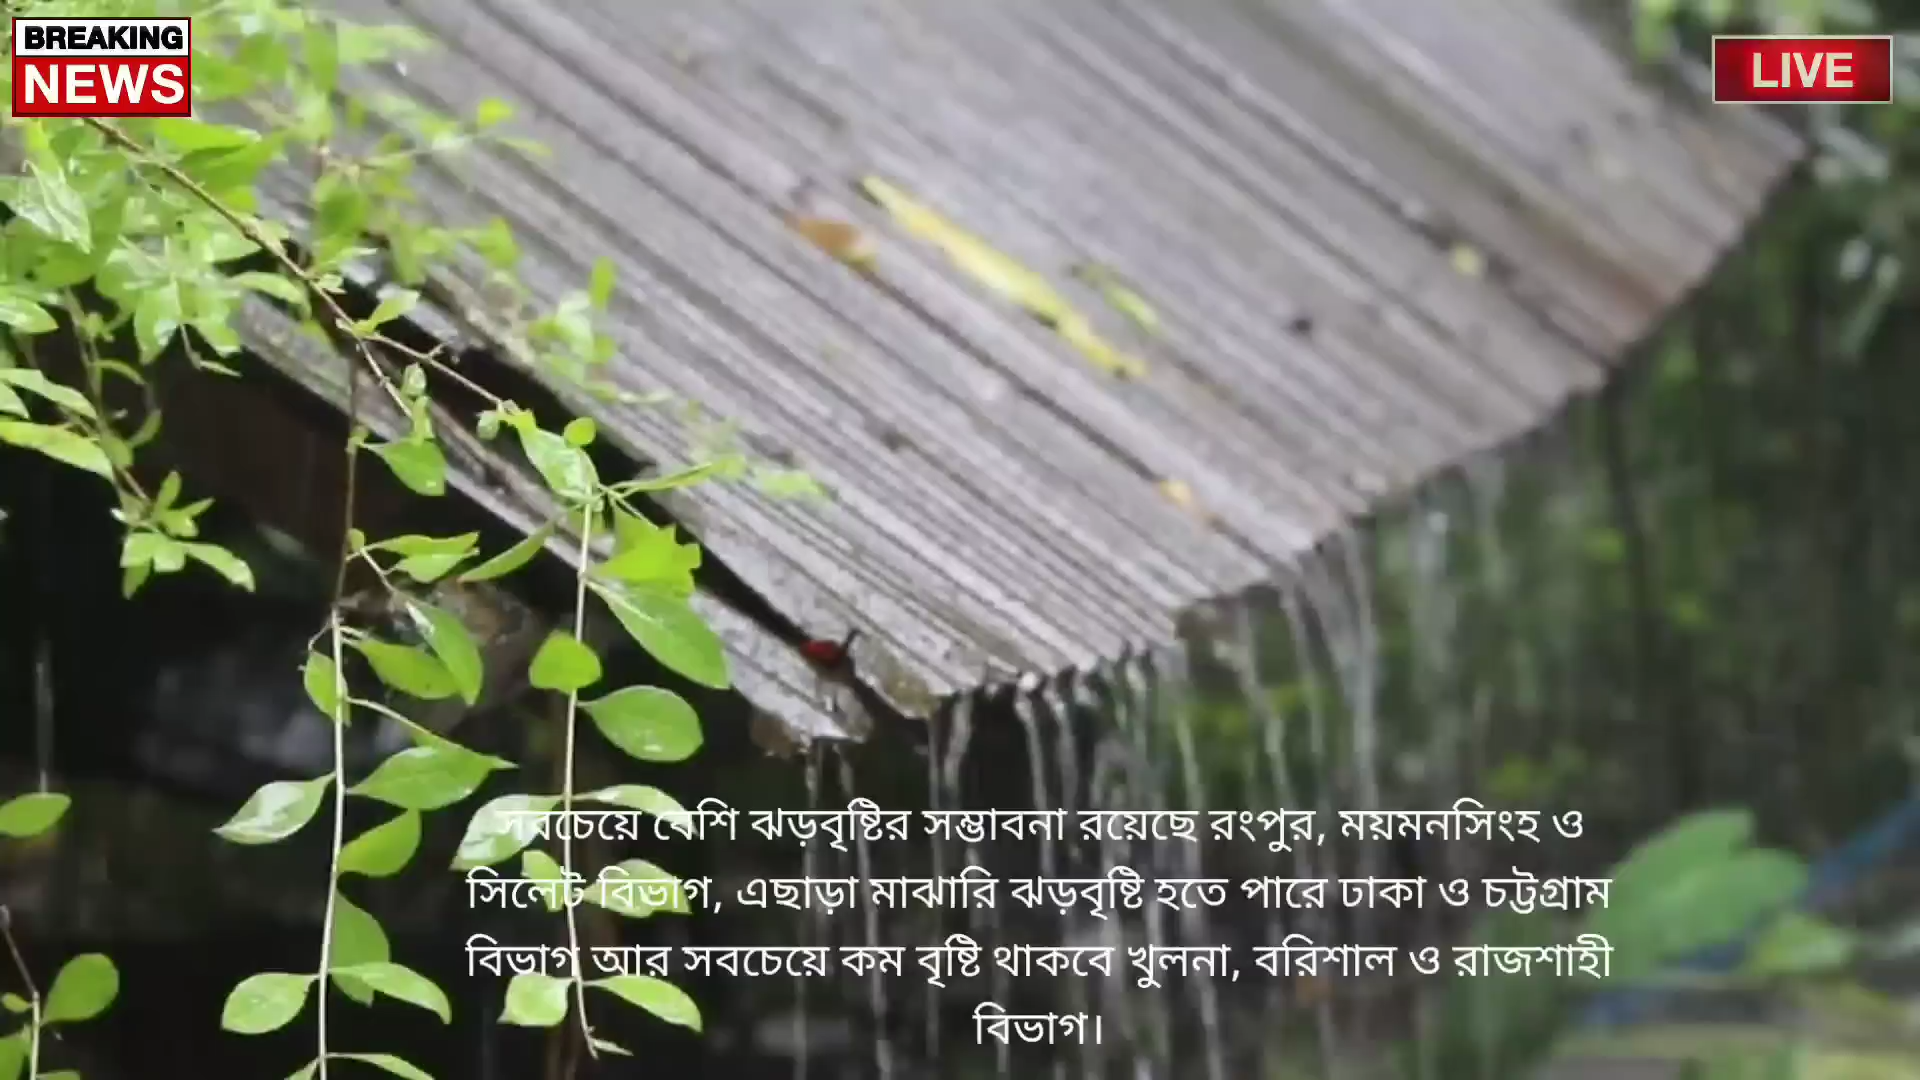 BREAKING
NEWS
LIVE
সবচেয়ে বেশি ঝড়বৃষ্টির সম্ভাবনা রয়েছে রংপুর, ময়মনসিংহ ও
সিলেট বিভাগ, এছাড়া মাঝারি ঝড়বৃষ্টি হতে পারে ঢাকা ও চট্টগ্রাম
বিভাগ আর সবচেয়ে কম বৃষ্টি থাকবে খুলনা, বরিশাল ও রাজশাহী
বিভাগ।